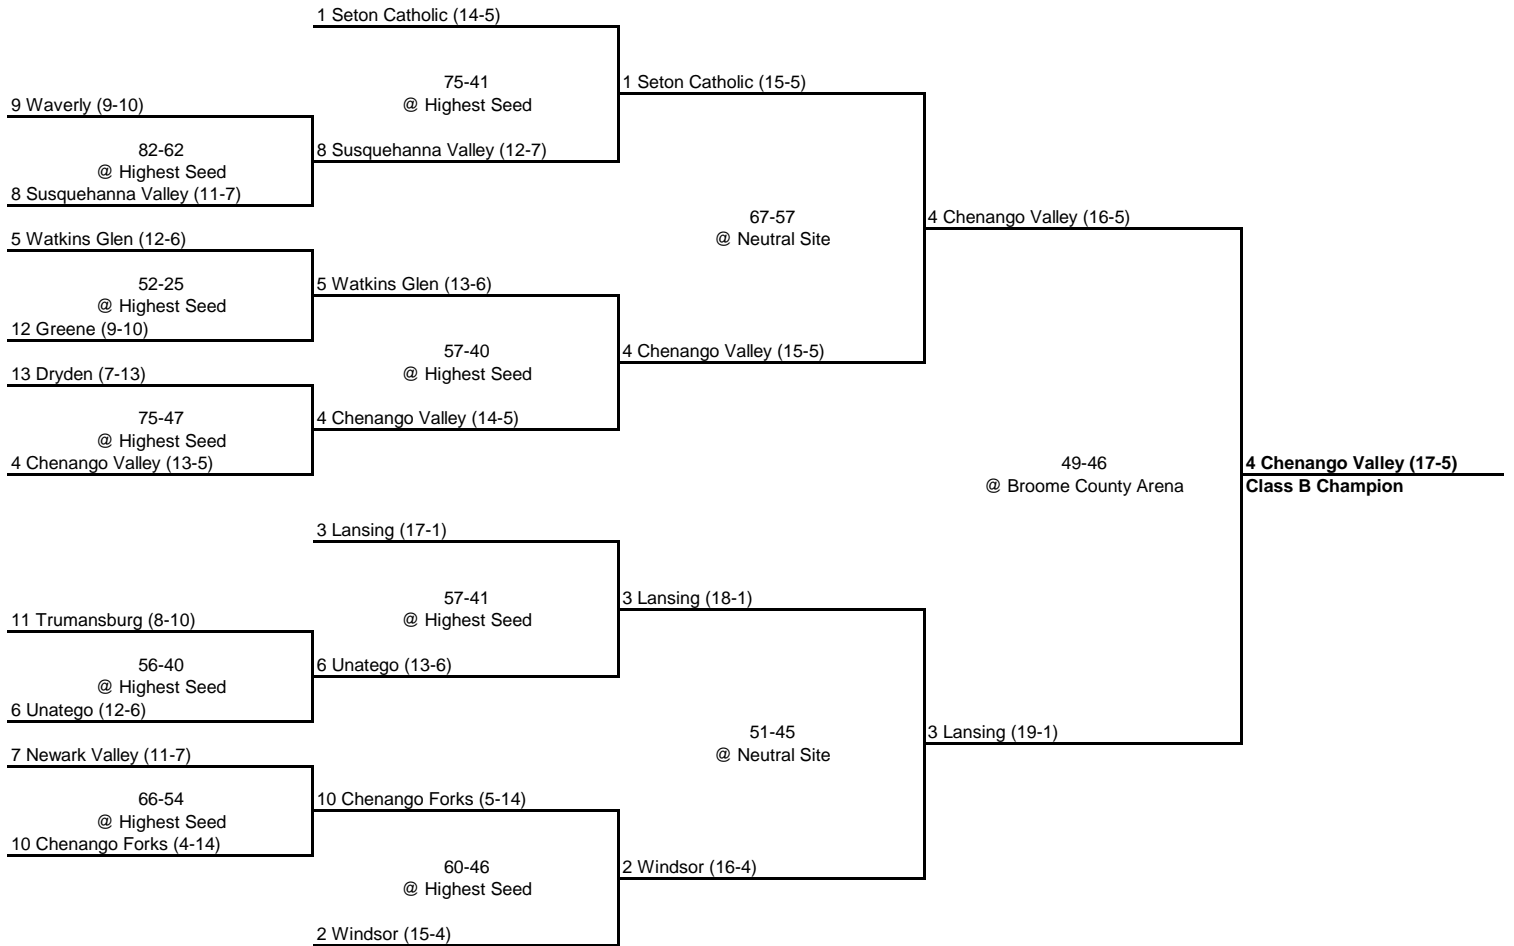 1 Seton Catholic (14-5)
75-41
@ Highest Seed
1 Seton Catholic (15-5)
9 Waverly (9-10)
82-62
@ Highest Seed
8 Susquehanna Valley (12-7)
8 Susquehanna Valley (11-7)
67-57
@ Neutral Site
4 Chenango Valley (16-5)
5 Watkins Glen (12-6)
52-25
@ Highest Seed
5 Watkins Glen (13-6)
12 Greene (9-10)
57-40
@ Highest Seed
4 Chenango Valley (15-5)
13 Dryden (7-13)
75-47
@ Highest Seed
4 Chenango Valley (14-5)
4 Chenango Valley (13-5)
49-46
@ Broome County Arena
4 Chenango Valley (17-5)
Class B Champion
3 Lansing (17-1)
57-41
@ Highest Seed
3 Lansing (18-1)
11 Trumansburg (8-10)
56-40
@ Highest Seed
6 Unatego (13-6)
6 Unatego (12-6)
51-45
@ Neutral Site
3 Lansing (19-1)
7 Newark Valley (11-7)
66-54
@ Highest Seed
10 Chenango Forks (5-14)
10 Chenango Forks (4-14)
60-46
@ Highest Seed
2 Windsor (16-4)
2 Windsor (15-4)